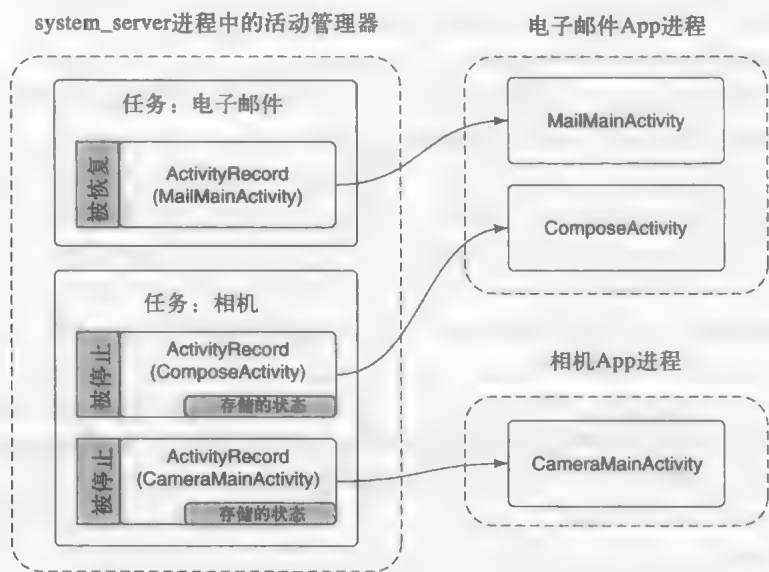 system_server进程中的活动管理器
任务：电子邮件
被恢复
ActivityRecord
(MailMainActivity)
任务：相机
被停止
ActivityRecord
(ComposeActivity)
存储的状态
被停止
ActivityRecord
(CameraMainActivity)
存储的状态
电子邮件App进程
MailMainActivity
ComposeActivity
相机App进程
CameraMainActivity